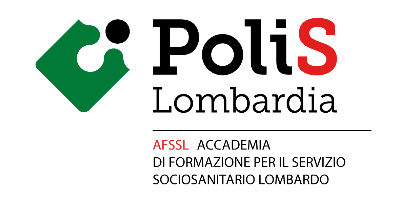 PoliS
Lombardia
AFSSL ACCADEMIA
DI FORMAZIONE PER IL SERVIZIO
SOCIOSANITARIO LOMBARDO